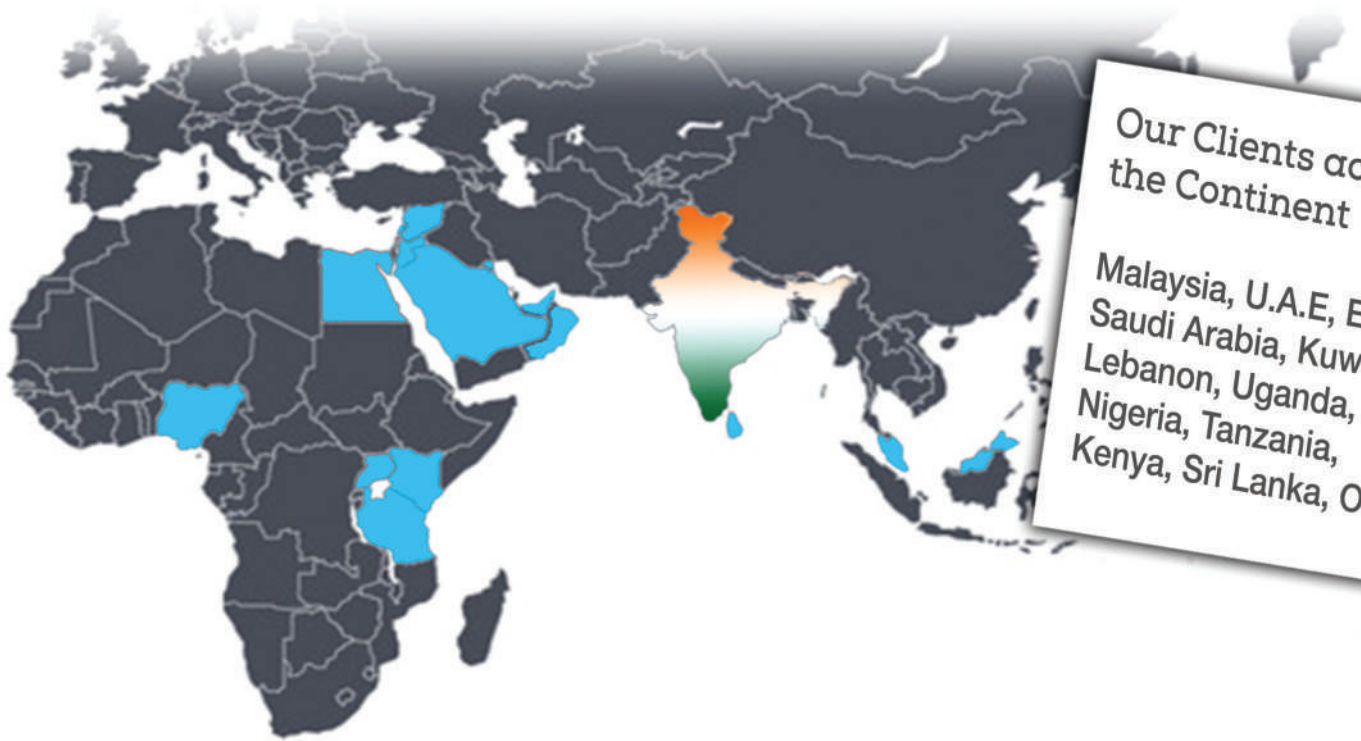 Our Clients ac
the Continent
Malaysia, U.A.E, E
Saudi Arabia, Kuw
Lebanon, Uganda,
Nigeria, Tanzania,
Kenya, Sri Lanka, O